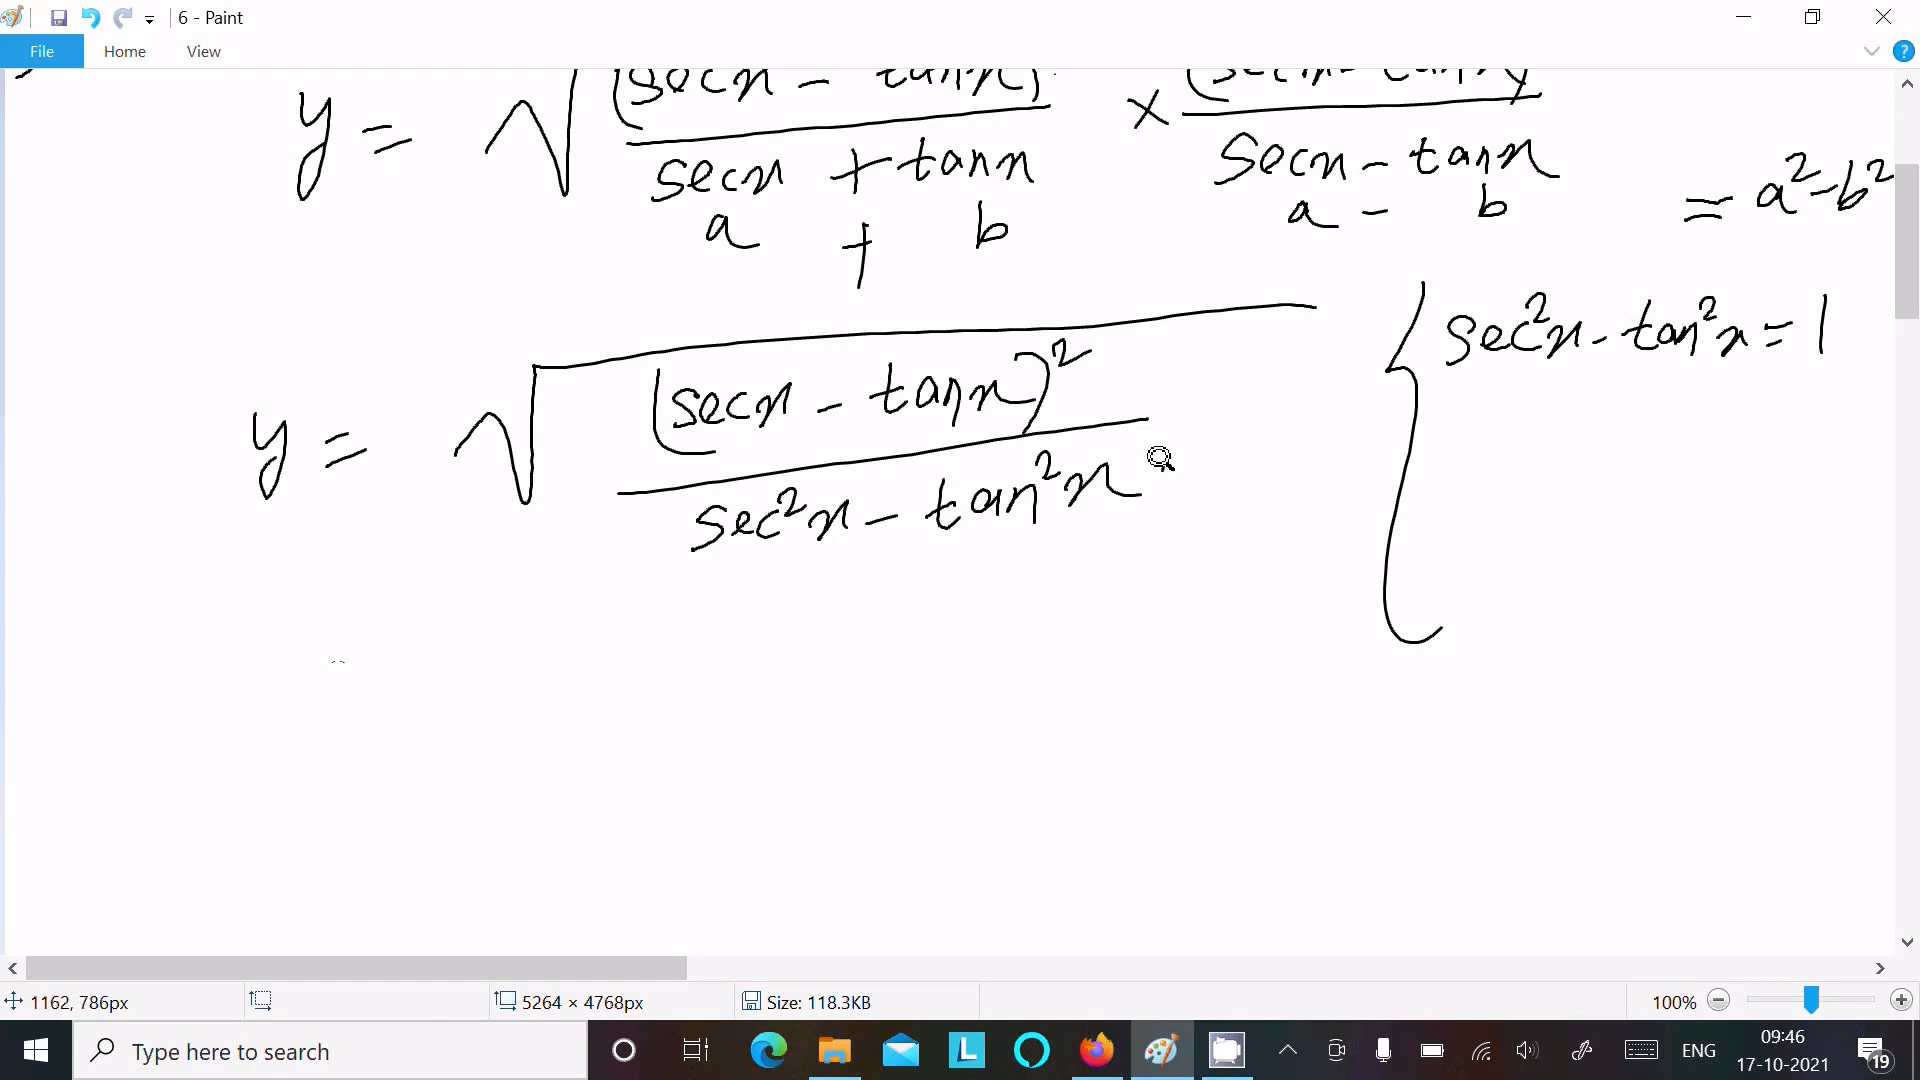 6 - Paint
File Home View
y = √ (secx - tanx) / secx + tanx × (secx - tanx) / secx - tanx = a² - b²
a + b a - b
y = √ (secx - tanx)² / sec²x - tan²x { sec²x - tan²x = 1
1162, 786px 5264 × 4768px Size: 118.3KB 100%
Type here to search L ENG 09:46
17-10-2021 19